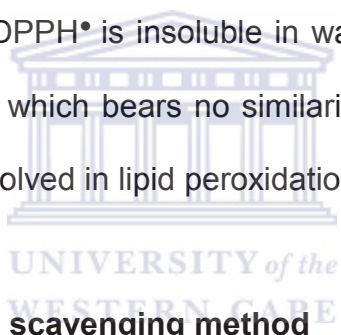 DPPH• is insoluble in wa
which bears no similari
olved in lipid peroxidatio
UNIVERSITY of the
WESTERN CAPE
scavenging method